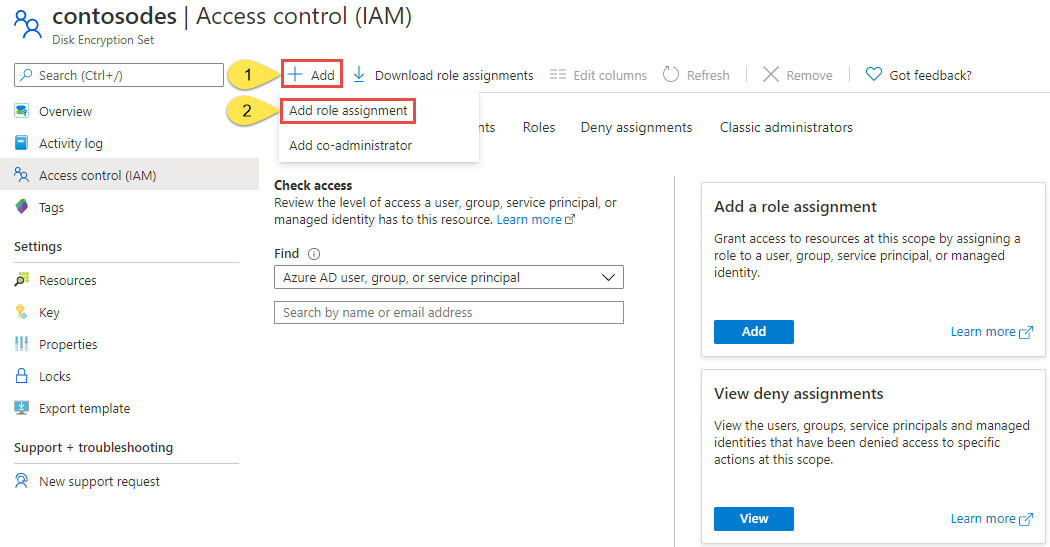 contosodes | Access control (IAM)
Disk Encryption Set
Search (Ctrl+/)
1
Add
Download role assignments
Edit columns
Refresh
Remove
Got feedback?
2
Add role assignment
Add co-administrator
nts
Roles
Deny assignments
Classic administrators
Overview
Activity log
Access control (IAM)
Tags
Settings
Resources
Key
Properties
Locks
Export template
Support + troubleshooting
New support request
Check access
Review the level of access a user, group, service principal, or
managed identity has to this resource. Learn more
Find
Azure AD user, group, or service principal
Search by name or email address
Add a role assignment
Grant access to resources at this scope by assigning a
role to a user, group, service principal, or managed
identity.
Add
Learn more
View deny assignments
View the users, groups, service principals and managed
identities that have been denied access to specific
actions at this scope.
View
Learn more